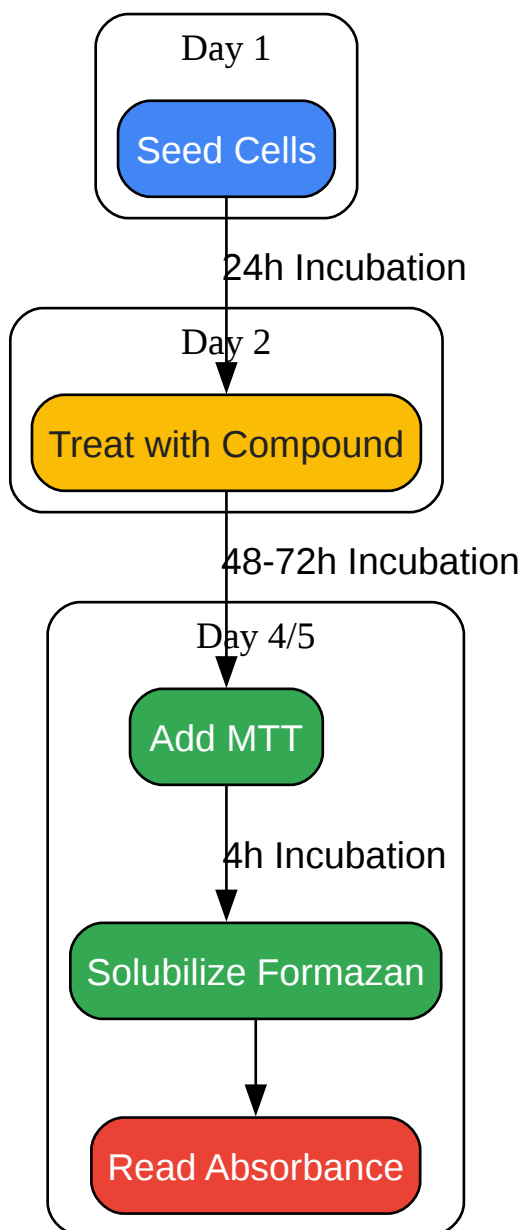 Day 1
Seed Cells
24h Incubation
Day 2
Treat with Compound
48-72h Incubation
Day 4/5
Add MTT
4h Incubation
Solubilize Formazan
Read Absorbance